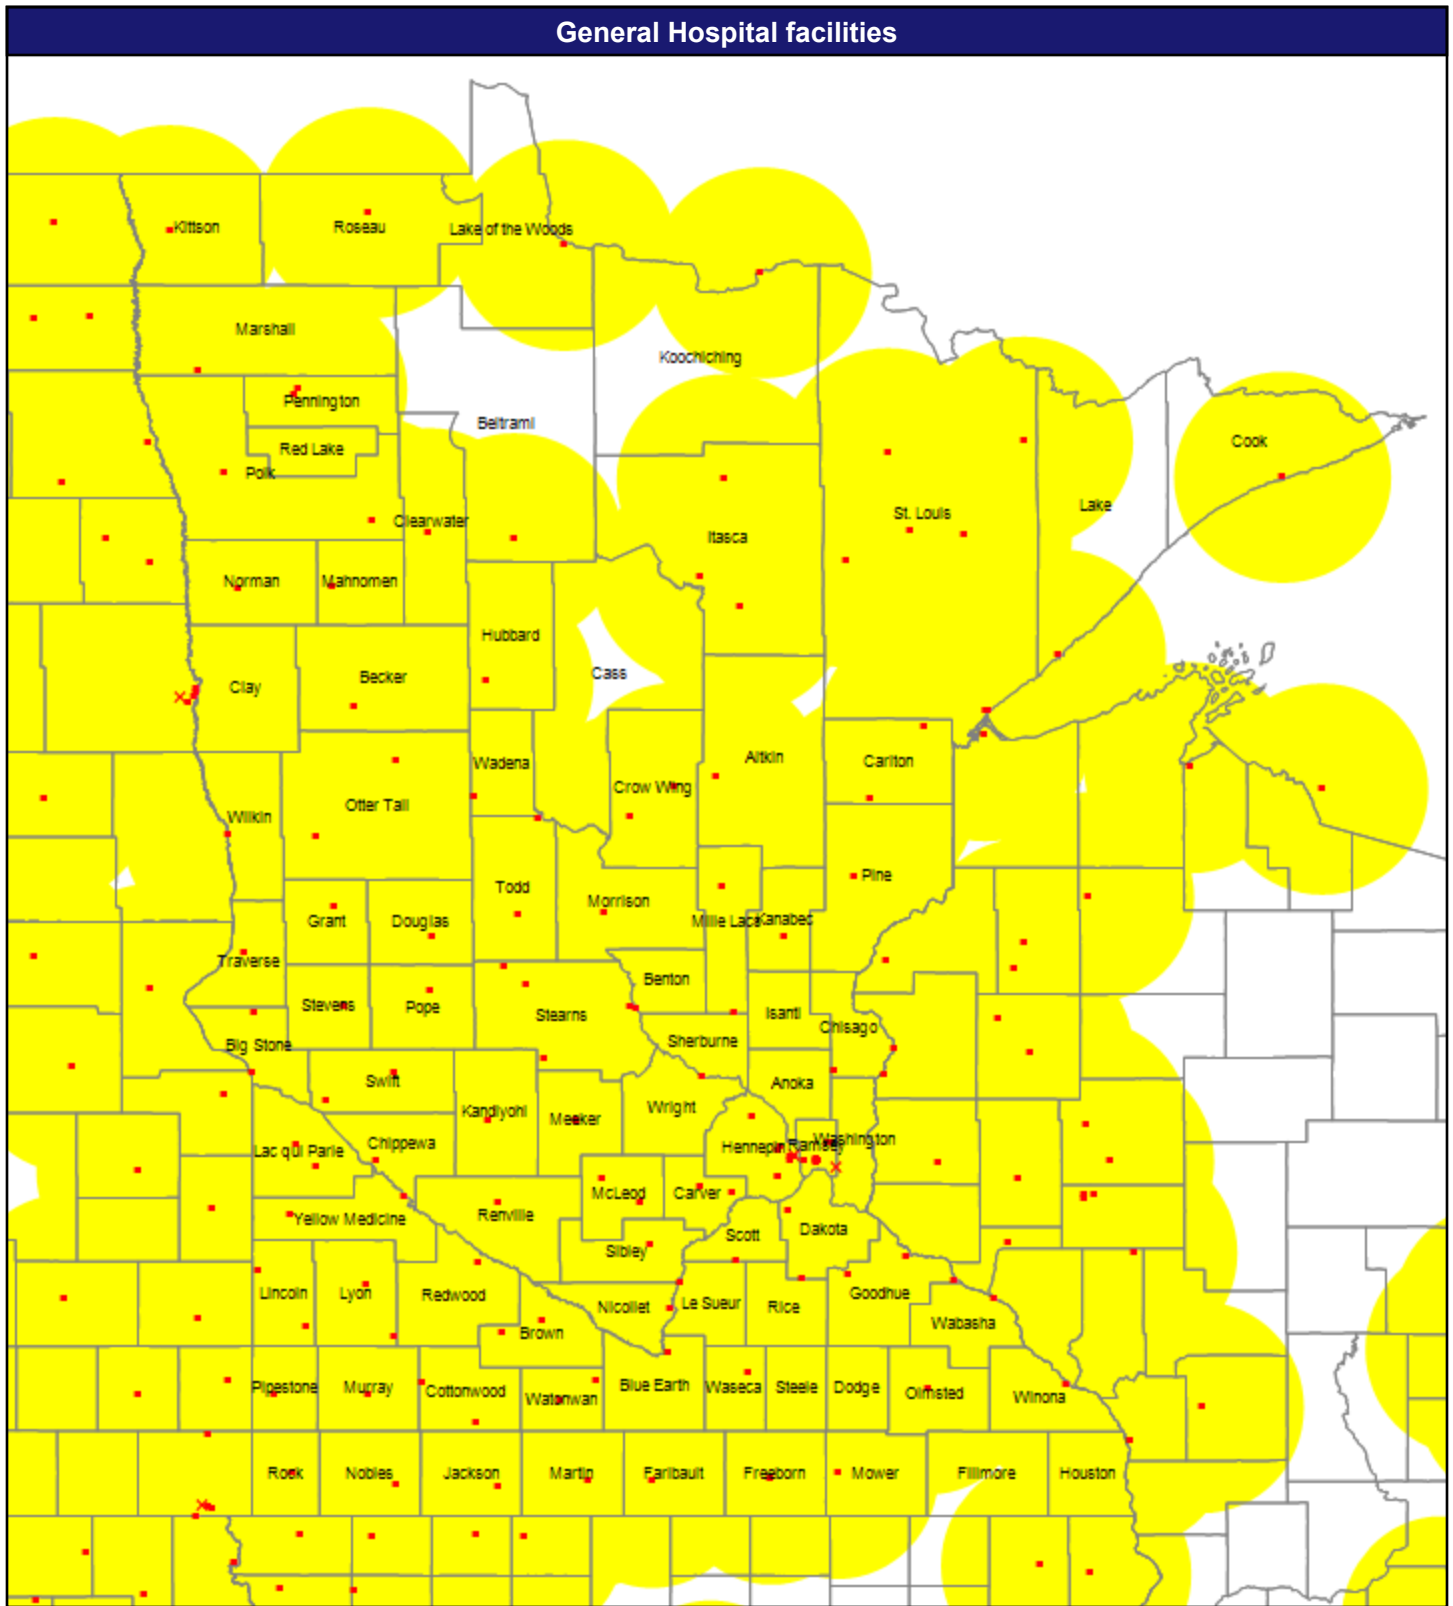 General Hospital facilities
Kittson
Roseau
Lake of the Woods
Marshall
Koochiching
Pennington
Beltrami
Red Lake
Polk
Cook
Lake
Clearwater
St. Louis
Itasca
Norman
Mahnomen
Hubbard
Cass
Clay
Becker
Wadena
Aitkin
Carlton
Crow Wing
Otter Tail
Wilkin
Todd
Pine
Morrison
Grant
Douglas
Mille Lacs
Kanabec
Traverse
Benton
Stevens
Pope
Stearns
Isanti
Chisago
Big Stone
Sherburne
Swift
Anoka
Kandiyohi
Meeker
Wright
Lac qui Parle
Chippewa
Hennepin
Ramsey
Washington
McLeod
Carver
Yellow Medicine
Renville
Scott
Dakota
Sibley
Lincoln
Lyon
Redwood
Nicollet
Le Sueur
Rice
Goodhue
Brown
Wabasha
Pipestone
Murray
Cottonwood
Watonwan
Blue Earth
Waseca
Steele
Dodge
Olmsted
Winona
Rock
Nobles
Jackson
Martin
Faribault
Freeborn
Mower
Fillmore
Houston